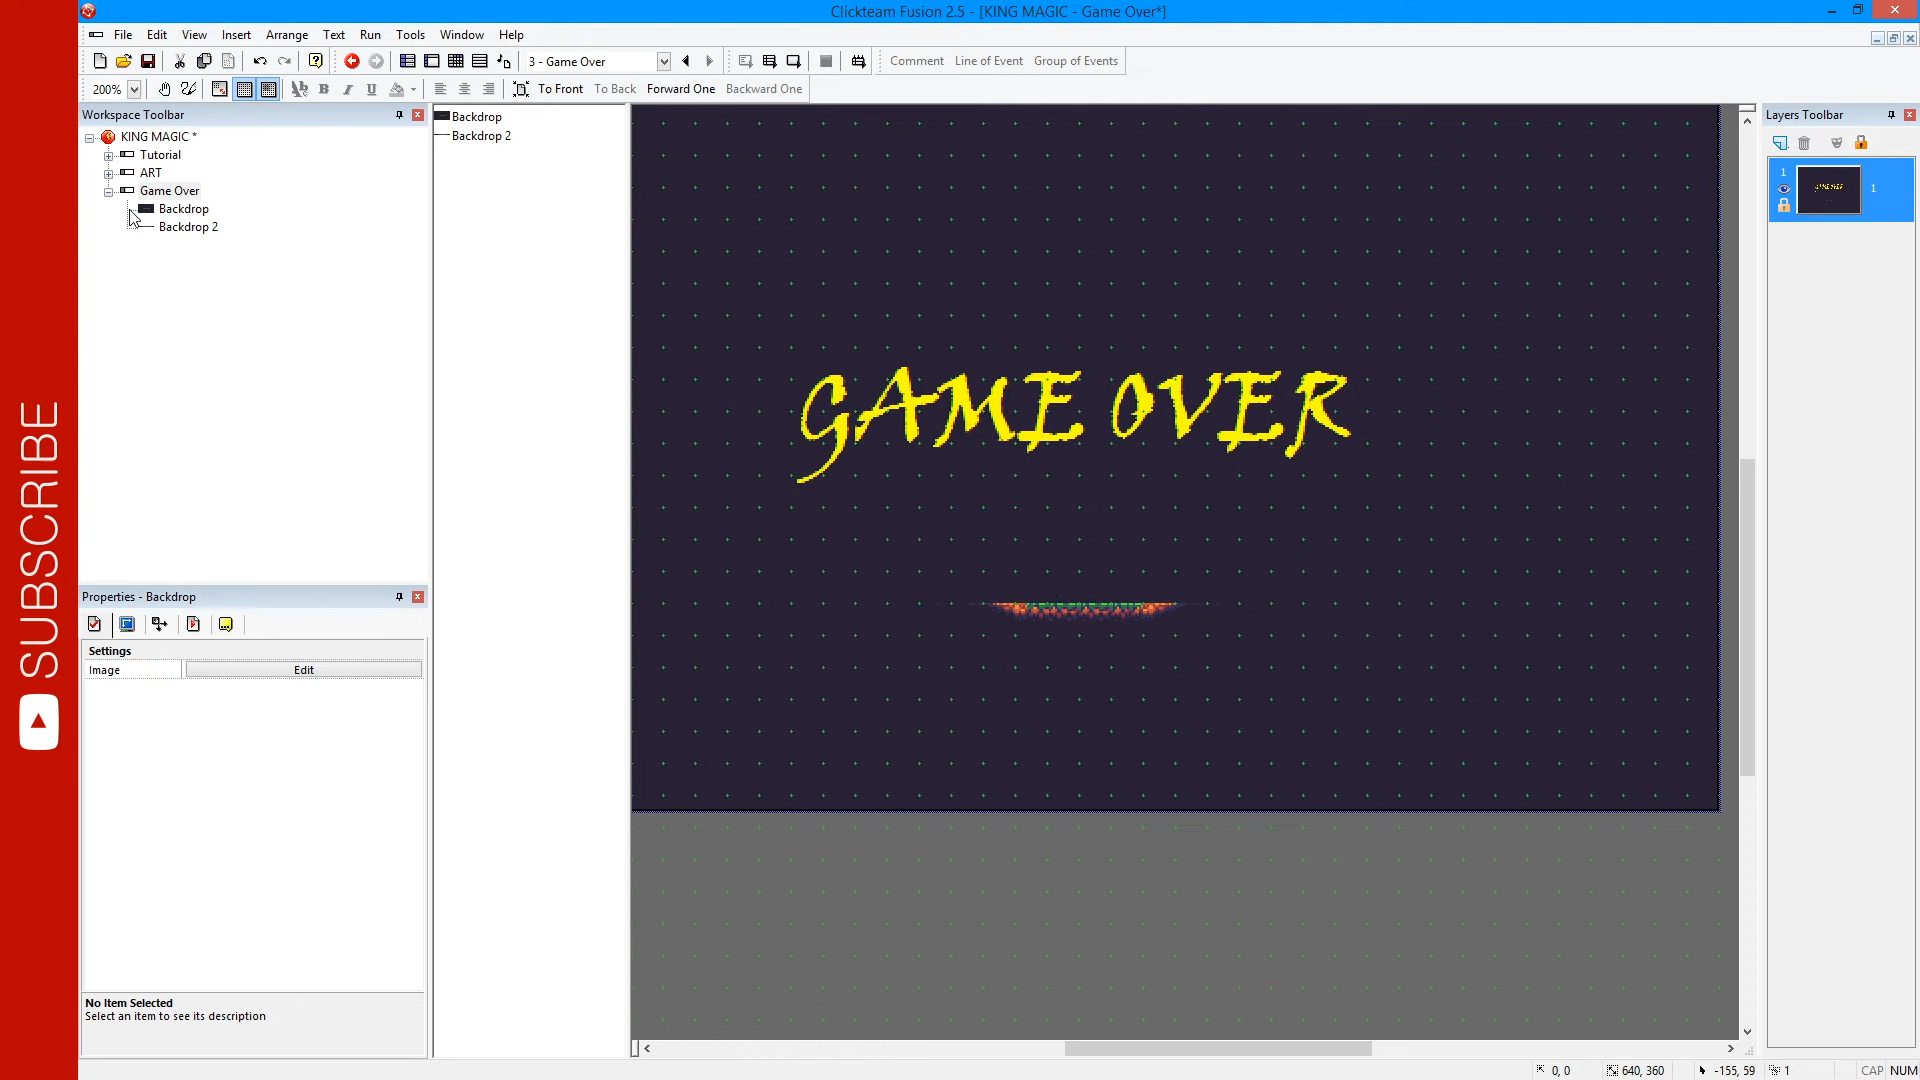 Clickteam Fusion 2.5 - [KING MAGIC - Game Over*]
File Edit View Insert Arrange Text Run Tools Window Help
3 - Game Over
Comment Line of Event Group of Events
200%
B I U
To Front To Back Forward One Backward One
Workspace Toolbar
KING MAGIC *
Tutorial
ART
Game Over
Backdrop
Backdrop 2
Backdrop
Backdrop 2
GAME OVER
Layers Toolbar
1
1
SUBSCRIBE
Properties - Backdrop
Settings
Image Edit
No Item Selected
Select an item to see its description
0, 0 640, 360 -155, 59 1 CAP NUM